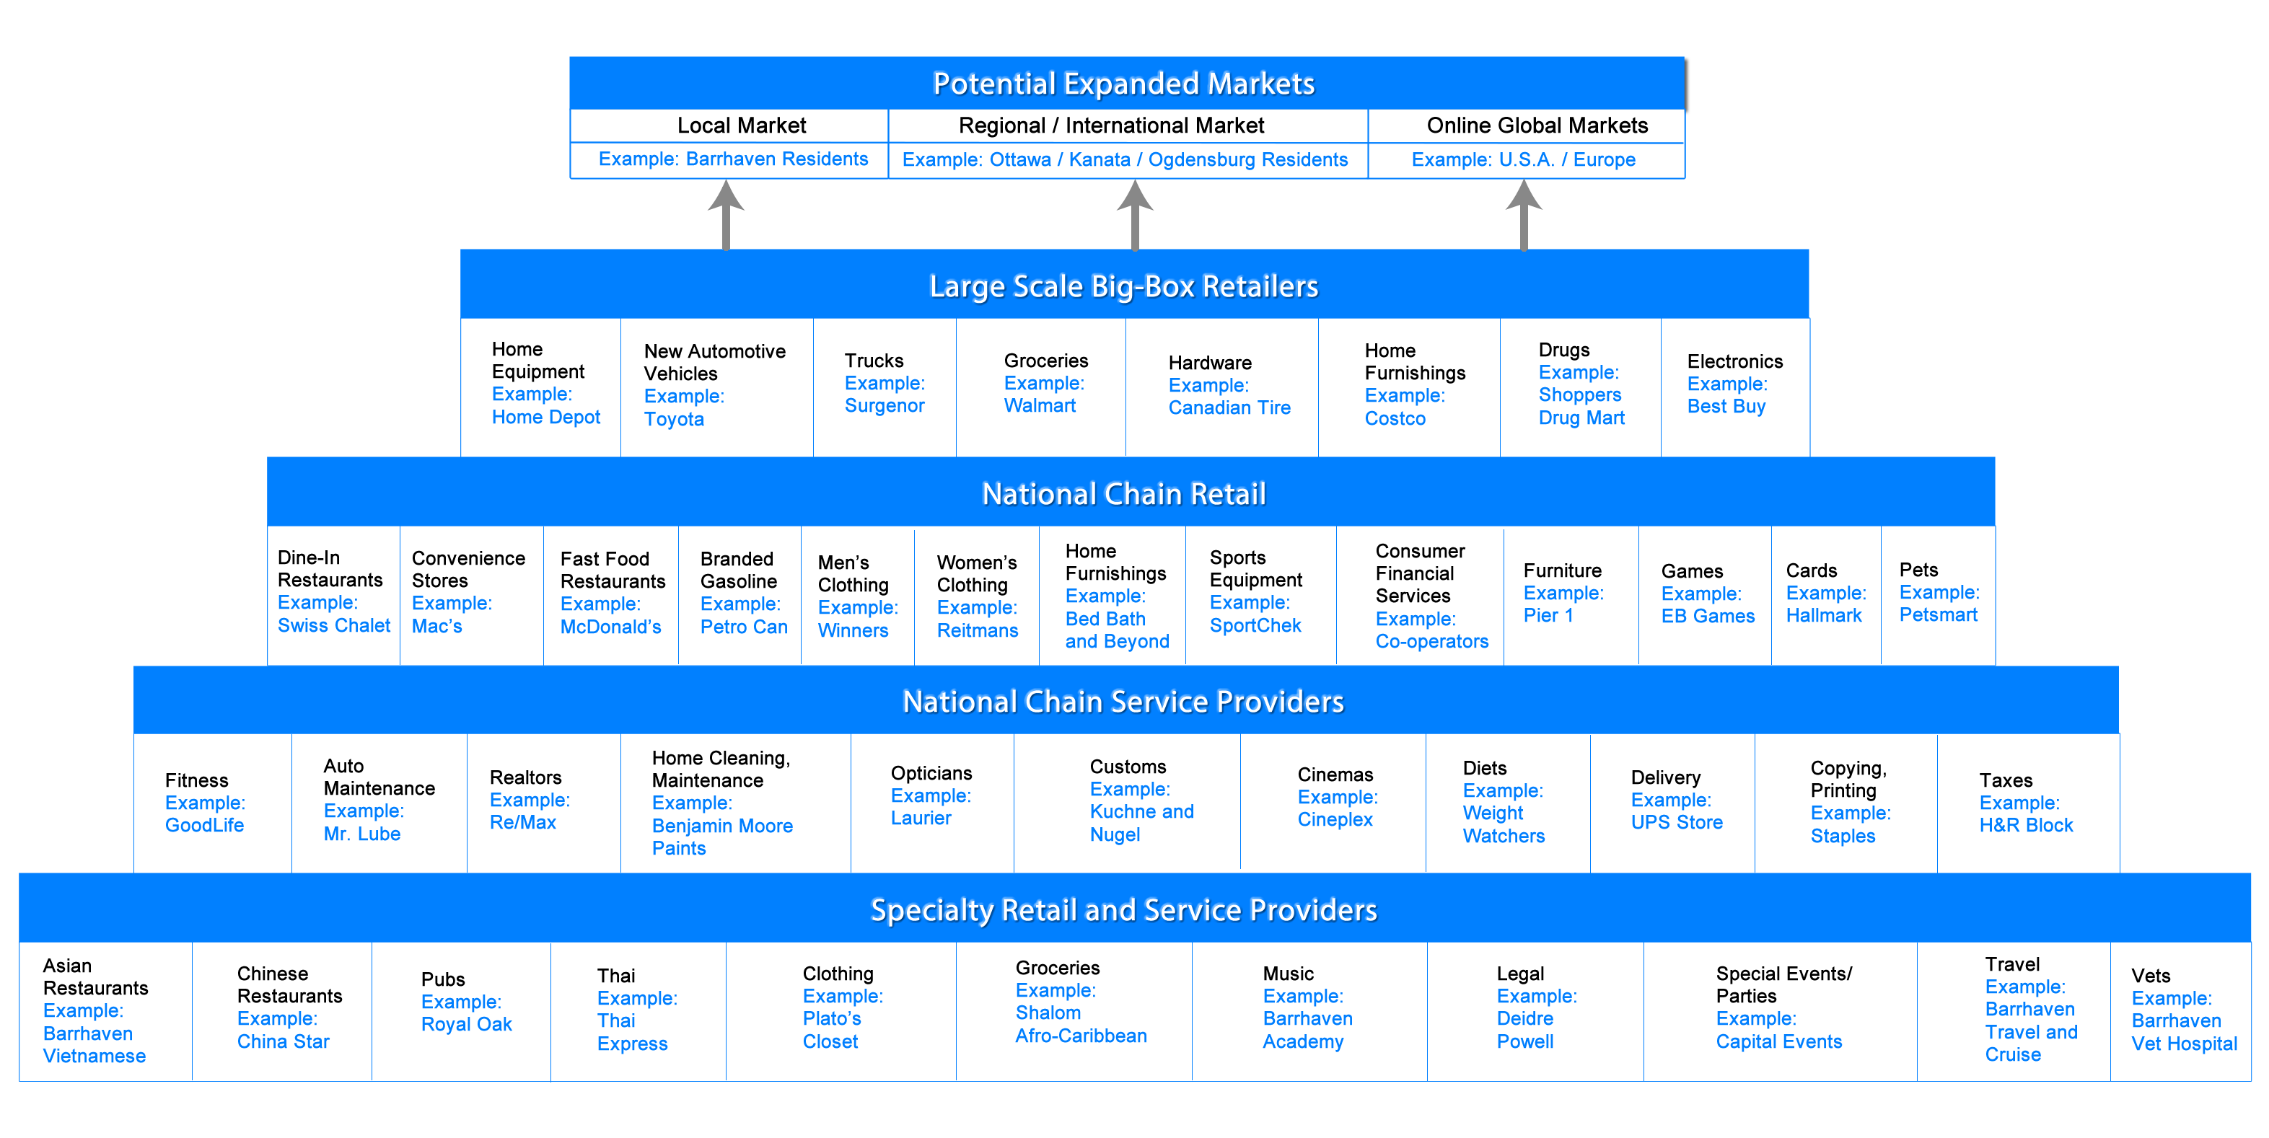 Potential Expanded Markets
Local Market
Regional / International Market
Online Global Markets
Example: Barrhaven Residents
Example: Ottawa / Kanata / Ogdensburg Residents
Example: U.S.A. / Europe
Large Scale Big-Box Retailers
Home
Equipment
Example:
Home Depot
New Automotive
Vehicles
Example:
Toyota
Trucks
Example:
Surgenor
Groceries
Example:
Walmart
Hardware
Example:
Canadian Tire
Home
Furnishings
Example:
Costco
Drugs
Example:
Shoppers
Drug Mart
Electronics
Example:
Best Buy
National Chain Retail
Dine-In
Restaurants
Example:
Swiss Chalet
Convenience
Stores
Example:
Mac’s
Fast Food
Restaurants
Example:
McDonald’s
Branded
Gasoline
Example:
Petro Can
Men’s
Clothing
Example:
Winners
Women’s
Clothing
Example:
Reitmans
Home
Furnishings
Example:
Bed Bath
and Beyond
Sports
Equipment
Example:
SportChek
Consumer
Financial
Services
Example:
Co-operators
Furniture
Example:
Pier 1
Games
Example:
EB Games
Cards
Example:
Hallmark
Pets
Example:
Petsmart
National Chain Service Providers
Fitness
Example:
GoodLife
Auto
Maintenance
Example:
Mr. Lube
Realtors
Example:
Re/Max
Home Cleaning,
Maintenance
Example:
Benjamin Moore
Paints
Opticians
Example:
Laurier
Customs
Example:
Kuchne and
Nugel
Cinemas
Example:
Cineplex
Diets
Example:
Weight
Watchers
Delivery
Example:
UPS Store
Copying,
Printing
Example:
Staples
Taxes
Example:
H&R Block
Specialty Retail and Service Providers
Asian
Restaurants
Example:
Barrhaven
Vietnamese
Chinese
Restaurants
Example:
China Star
Pubs
Example:
Royal Oak
Thai
Example:
Thai
Express
Clothing
Example:
Plato’s
Closet
Groceries
Example:
Shalom
Afro-Caribbean
Music
Example:
Barrhaven
Academy
Legal
Example:
Deidre
Powell
Special Events/
Parties
Example:
Capital Events
Travel
Example:
Barrhaven
Travel and
Cruise
Vets
Example:
Barrhaven
Vet Hospital